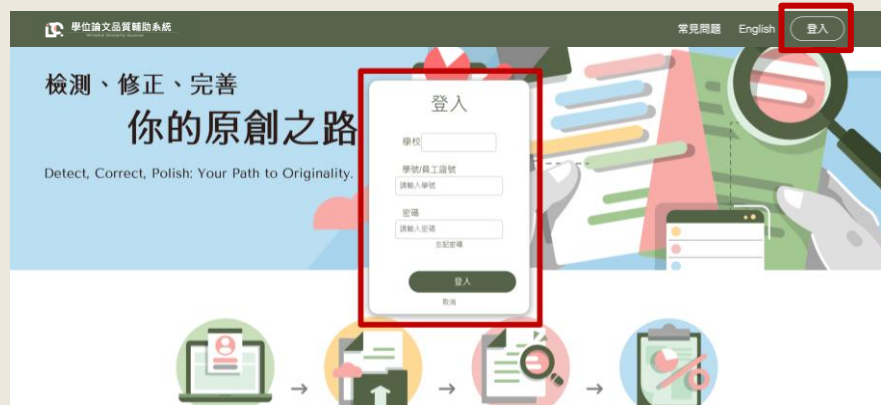 學位論文品質輔助系統
常見問題
English
登入
檢測、修正、完善
你的原創之路
Detect, Correct, Polish: Your Path to Originality.
登入
學校
學號/員工證號
請輸入學號
密碼
請輸入密碼
忘記密碼
登入
取消